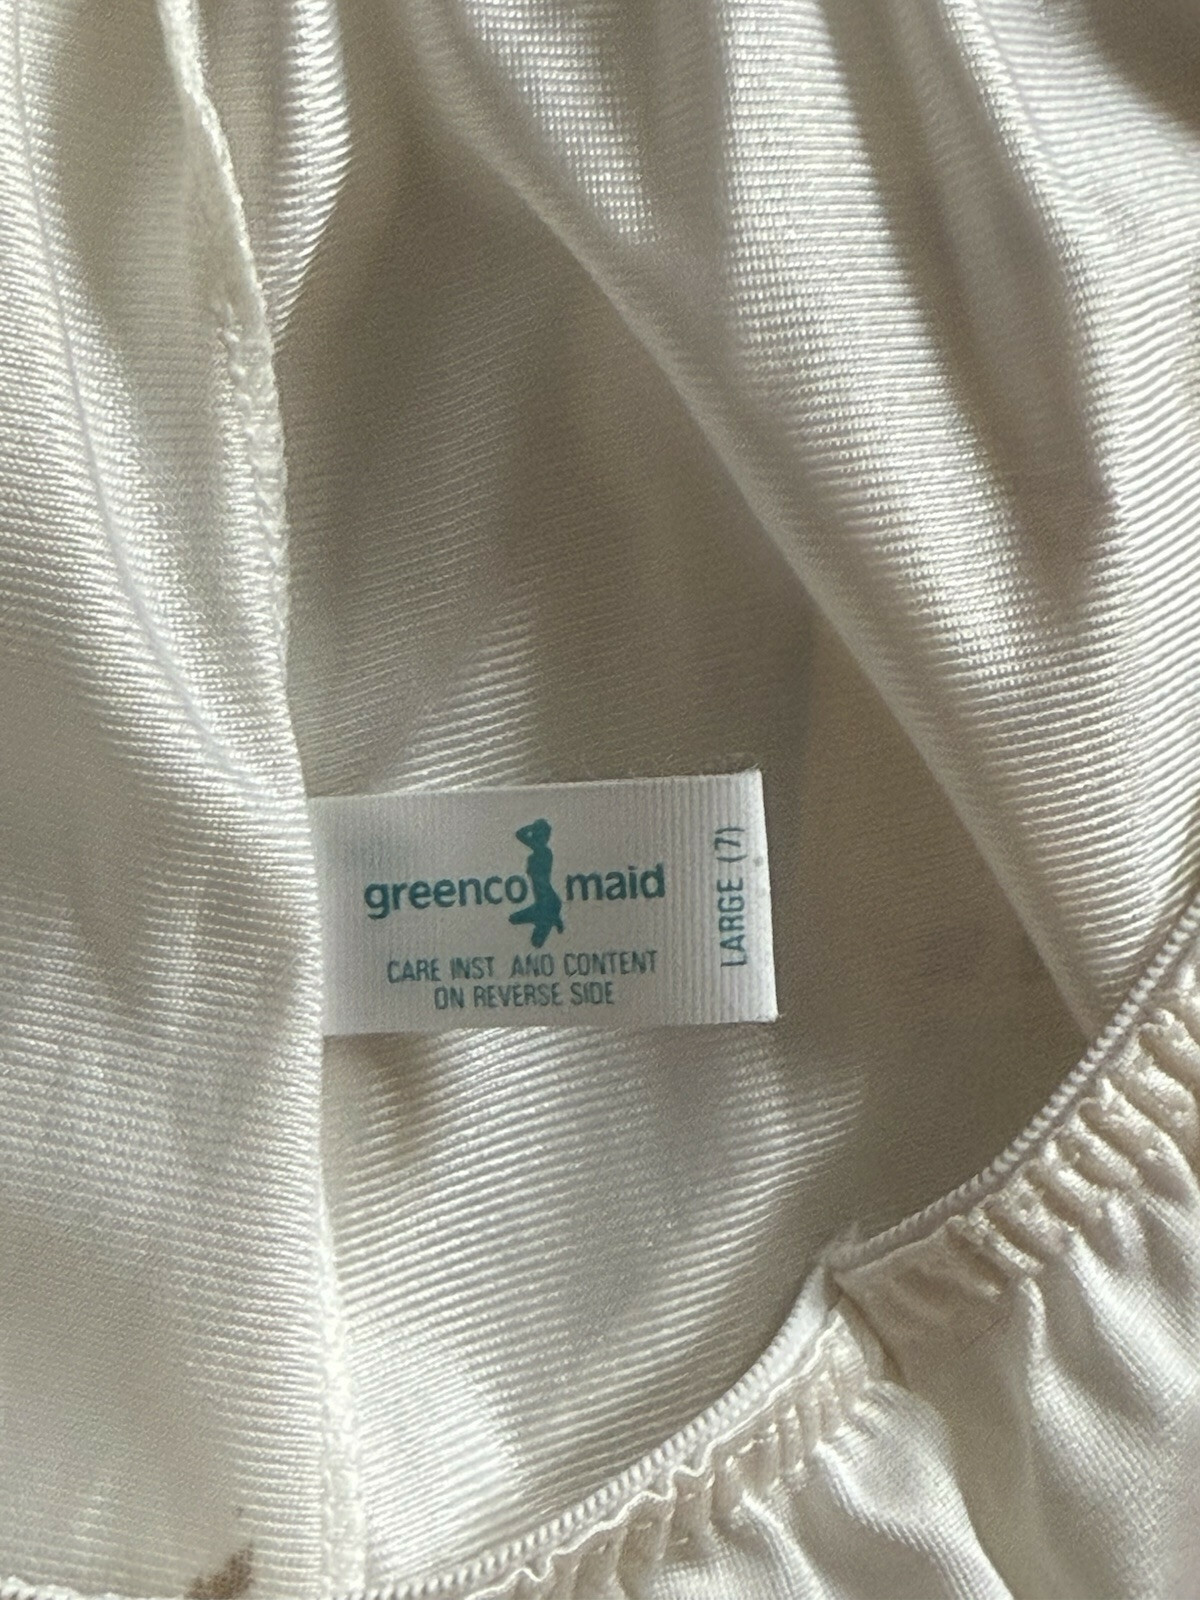 greenco maid
CARE INST AND CONTENT
ON REVERSE SIDE
LARGE (7)